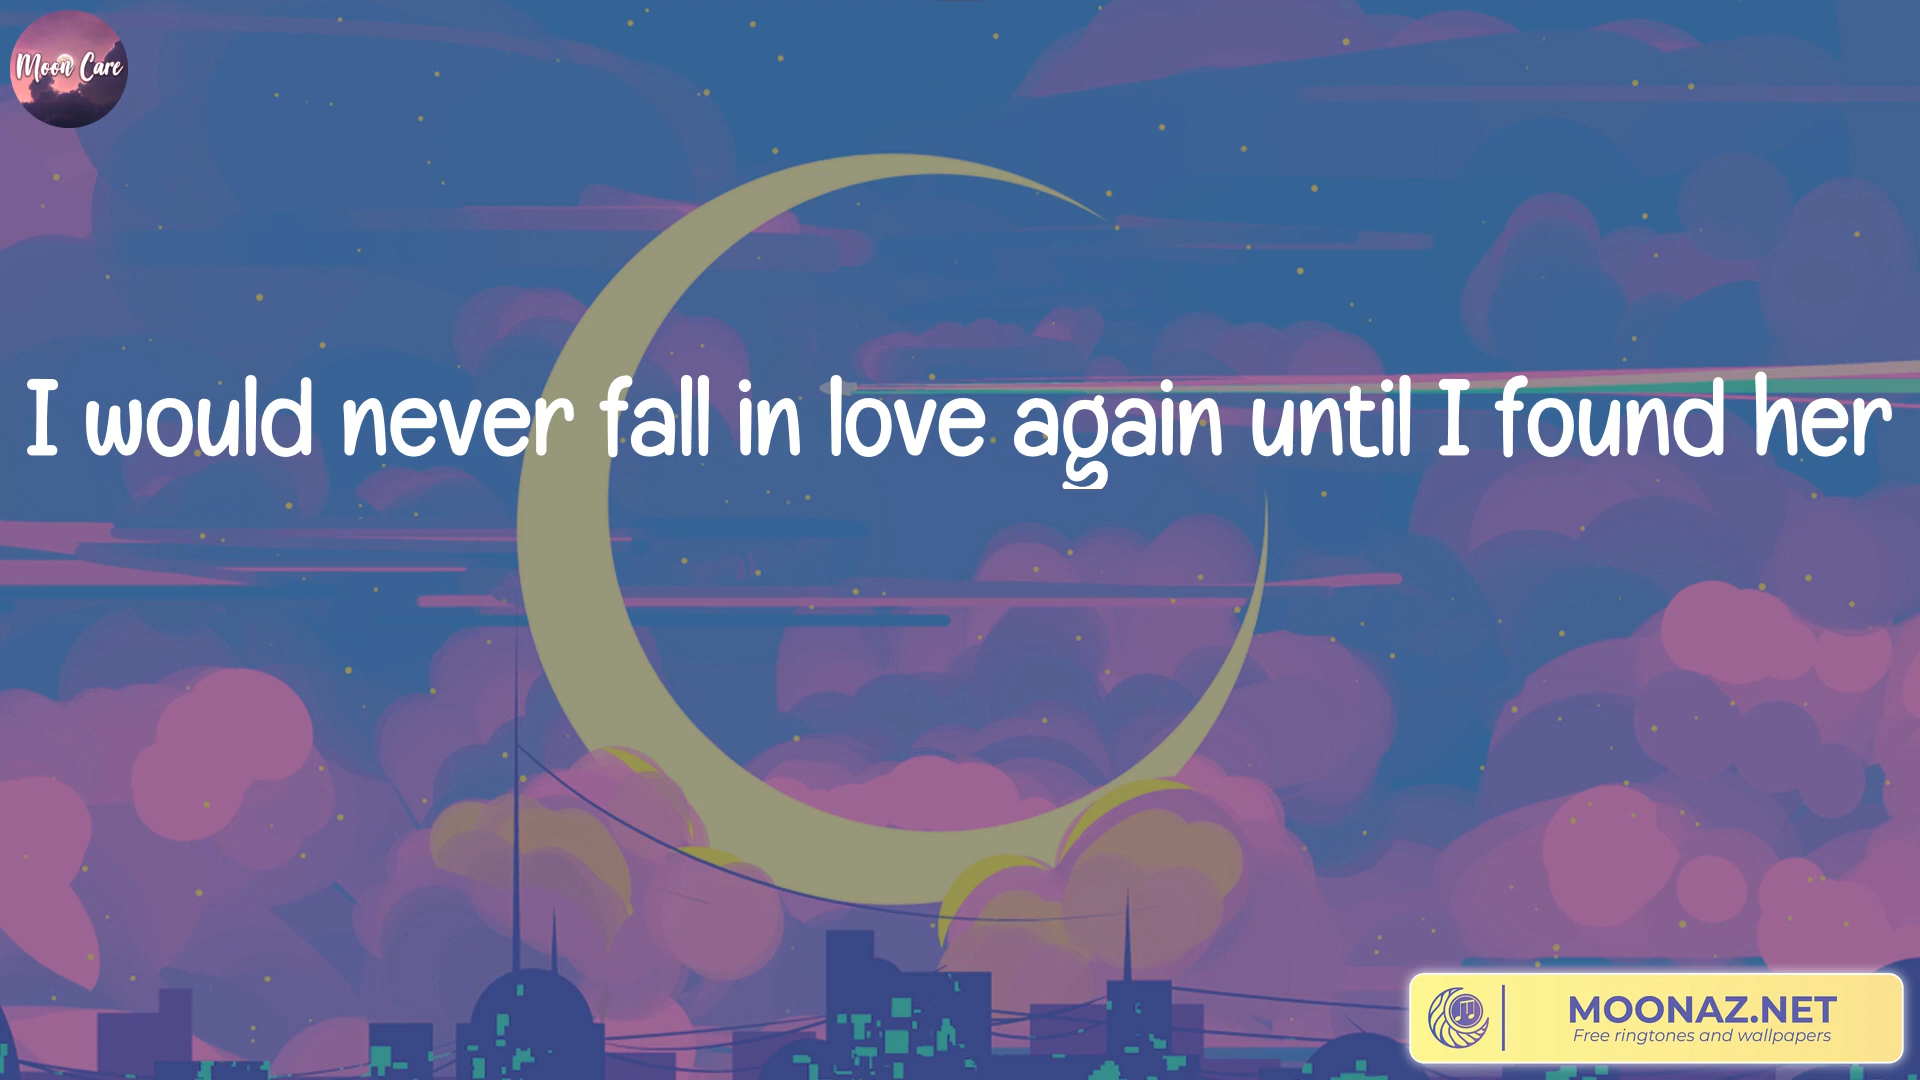 Moon Care
I would never fall in love again until I found her
MOONAZ.NET
Free ringtones and wallpapers